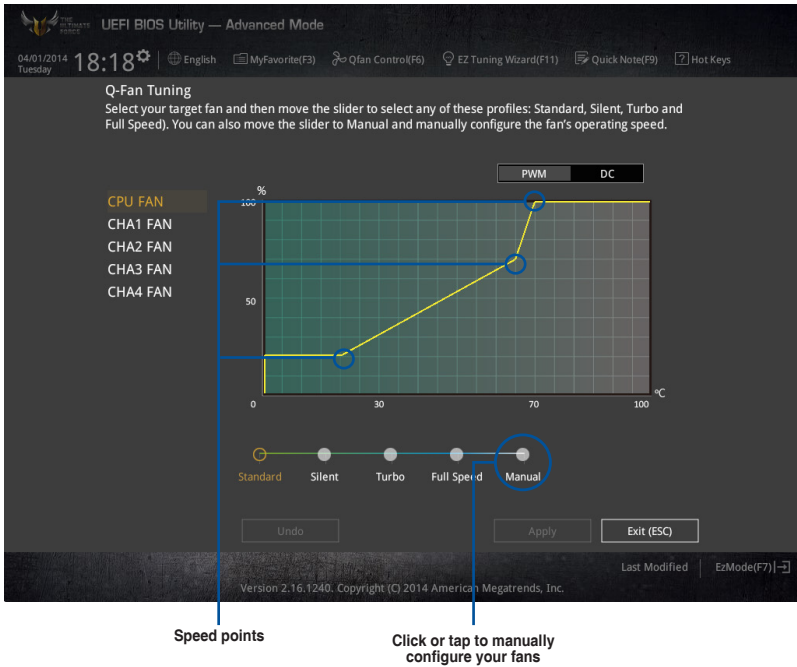 THE ULTIMATE FORCE
UEFI BIOS Utility — Advanced Mode
04/01/2014
Tuesday
18:18
English
MyFavorite(F3)
Qfan Control(F6)
EZ Tuning Wizard(F11)
Quick Note(F9)
? Hot Keys
Q-Fan Tuning
Select your target fan and then move the slider to select any of these profiles: Standard, Silent, Turbo and
Full Speed). You can also move the slider to Manual and manually configure the fan's operating speed.
PWM DC
CPU FAN
CHA1 FAN
CHA2 FAN
CHA3 FAN
CHA4 FAN
%
100
50
0 30 70 100
ºC
Standard Silent Turbo Full Speed Manual
Undo Apply Exit (ESC)
Last Modified EzMode(F7)
Version 2.16.1240. Copyright (C) 2014 American Megatrends, Inc.
Speed points
Click or tap to manually
configure your fans